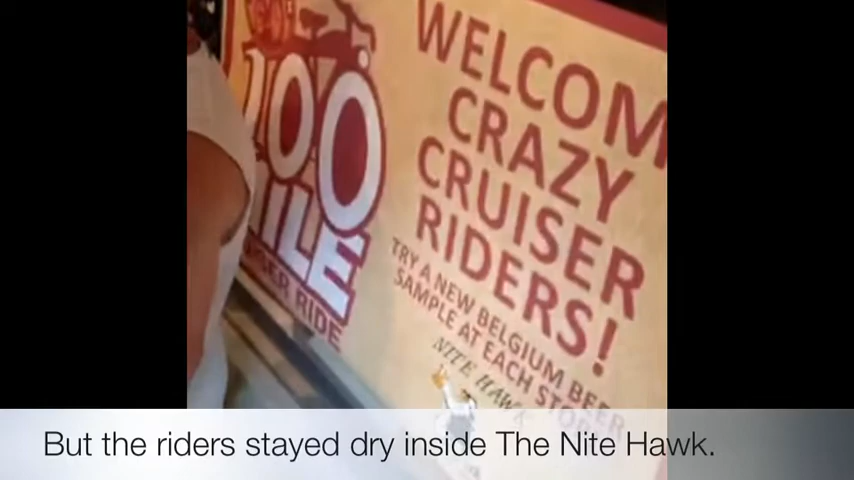 100
MILE
RIDE
WELCOM
CRAZY
CRUISER
RIDERS!
TRY A NEW BELGIUM BEER
SAMPLE AT EACH
NITE HAWK
But the riders stayed dry inside The Nite Hawk.